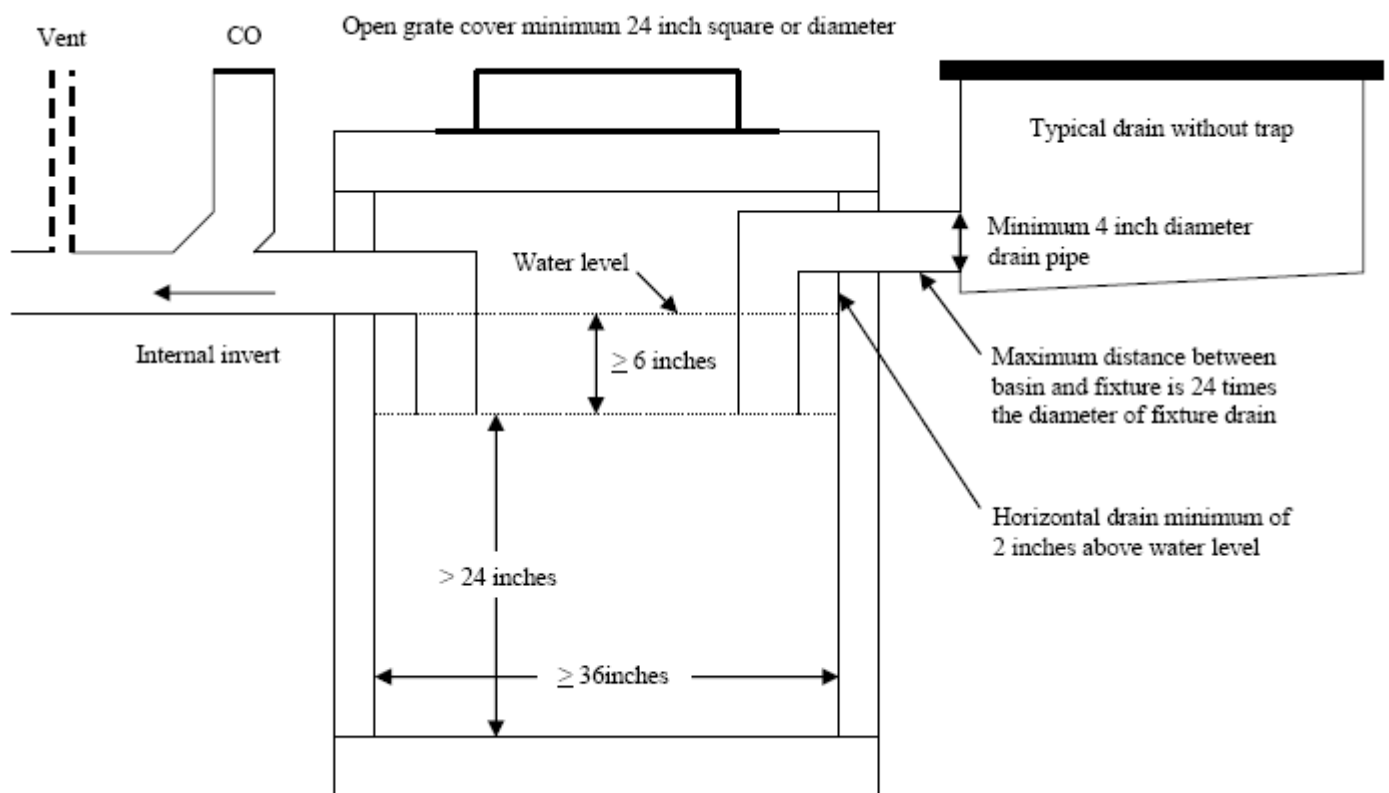 Vent
CO
Open grate cover minimum 24 inch square or diameter
Typical drain without trap
Minimum 4 inch diameter
drain pipe
Water level
Internal invert
≥ 6 inches
Maximum distance between
basin and fixture is 24 times
the diameter of fixture drain
Horizontal drain minimum of
2 inches above water level
> 24 inches
≥ 36inches